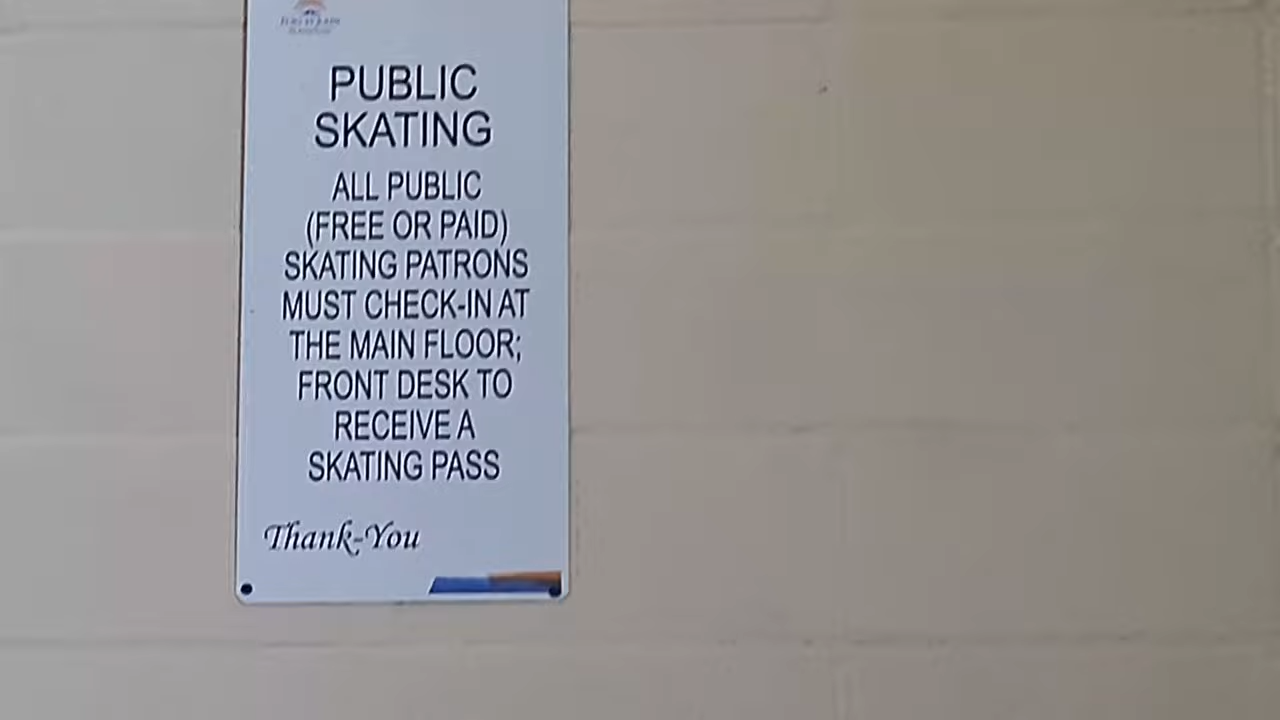 PUBLIC
SKATING
ALL PUBLIC
(FREE OR PAID)
SKATING PATRONS
MUST CHECK-IN AT
THE MAIN FLOOR;
FRONT DESK TO
RECEIVE A
SKATING PASS
Thank-You